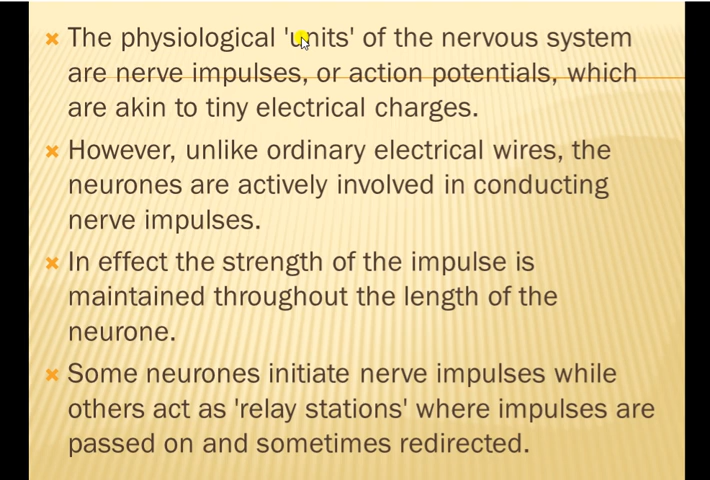 The physiological 'units' of the nervous system
are nerve impulses, or action potentials, which
are akin to tiny electrical charges.
However, unlike ordinary electrical wires, the
neurones are actively involved in conducting
nerve impulses.
In effect the strength of the impulse is
maintained throughout the length of the
neurone.
Some neurones initiate nerve impulses while
others act as 'relay stations' where impulses are
passed on and sometimes redirected.